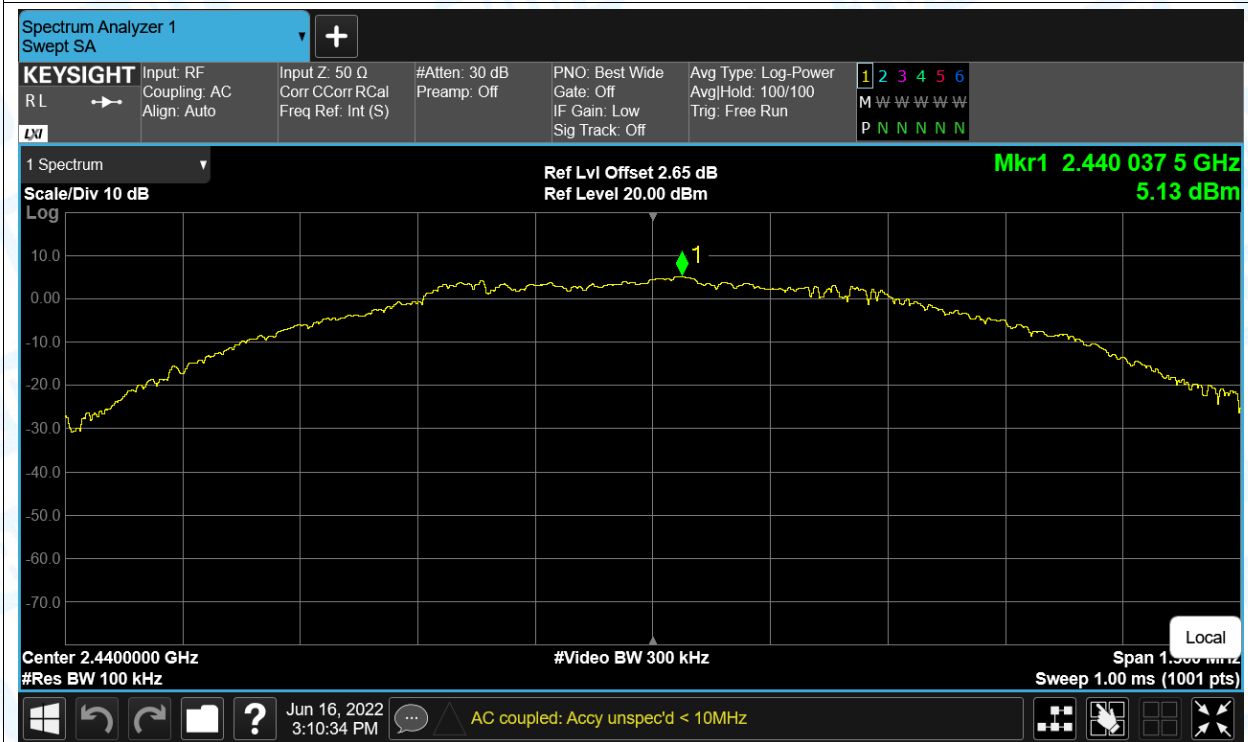 Spectrum Analyzer 1
Swept SA
KEYSIGHT
R L
LXI
Input: RF
Coupling: AC
Align: Auto
Input Z: 50 Ω
Corr CCorr RCal
Freq Ref: Int (S)
#Atten: 30 dB
Preamp: Off
PNO: Best Wide
Gate: Off
IF Gain: Low
Sig Track: Off
Avg Type: Log-Power
Avg|Hold: 100/100
Trig: Free Run
1 2 3 4 5 6
M W W W W W
P N N N N N
1 Spectrum
Scale/Div 10 dB
Log
Ref Lvl Offset 2.65 dB
Ref Level 20.00 dBm
Mkr1 2.440 037 5 GHz
5.13 dBm
1
10.0
0.00
-10.0
-20.0
-30.0
-40.0
-50.0
-60.0
-70.0
Local
Center 2.4400000 GHz
#Video BW 300 kHz
Span
#Res BW 100 kHz
Sweep 1.00 ms (1001 pts)
?
Jun 16, 2022
3:10:34 PM
AC coupled: Accy unspec'd < 10MHz